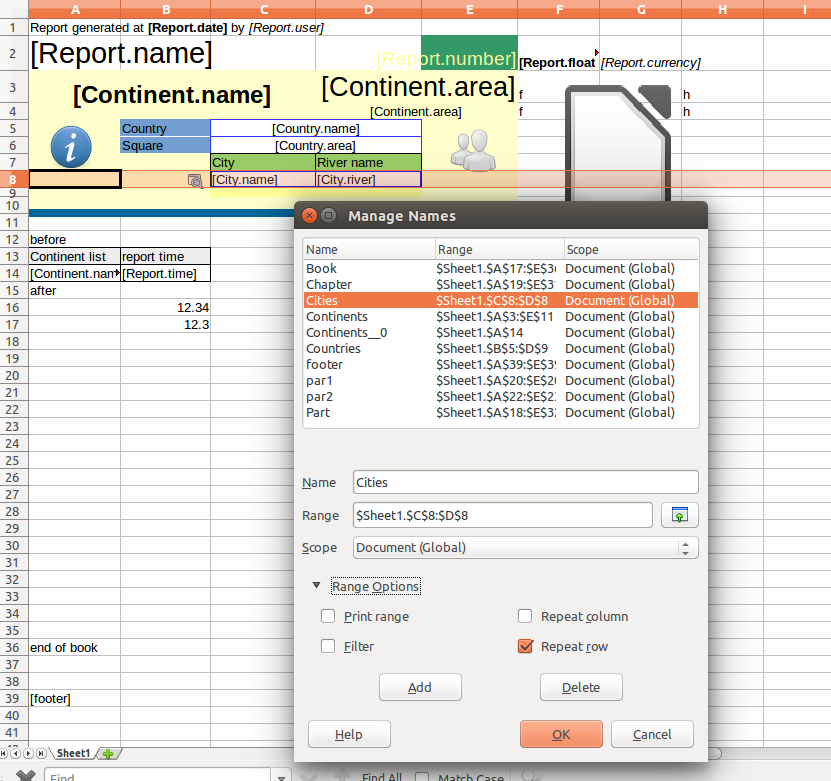 A B C D E F G H I
1 Report generated at [Report.date] by [Report.user]
2 [Report.name] [Report.number] [Report.float [Report.currency]
3 [Continent.name] [Continent.area] f h
4 [Continent.area] f h
5 Country [Country.name]
6 Square [Country.area]
7 City River name
8 [City.name] [City.river]
9
10
11
12 before
13 Continent list report time
14 [Continent.nam [Report.time]
15 after
16 12.34
17 12.3
18
19
20
21
22
23
24
25
26
27
28
29
30
31
32
33
34
35
36 end of book
37
38
39 [footer]
40
41
Sheet1
Find
Find All Match Case
Manage Names
Name Range Scope
Book $Sheet1.$A$17:$E$3 Document (Global)
Chapter $Sheet1.$A$19:$E$3 Document (Global)
Cities $Sheet1.$C$8:$D$8 Document (Global)
Continents $Sheet1.$A$3:$E$11 Document (Global)
Continents__0 $Sheet1.$A$14 Document (Global)
Countries $Sheet1.$B$5:$D$9 Document (Global)
footer $Sheet1.$A$39:$E$3 Document (Global)
par1 $Sheet1.$A$20:$E$2 Document (Global)
par2 $Sheet1.$A$22:$E$2 Document (Global)
Part $Sheet1.$A$18:$E$3 Document (Global)
Name Cities
Range $Sheet1.$C$8:$D$8
Scope Document (Global)
Range Options
Print range Repeat column
Filter Repeat row
Add Delete
Help OK Cancel